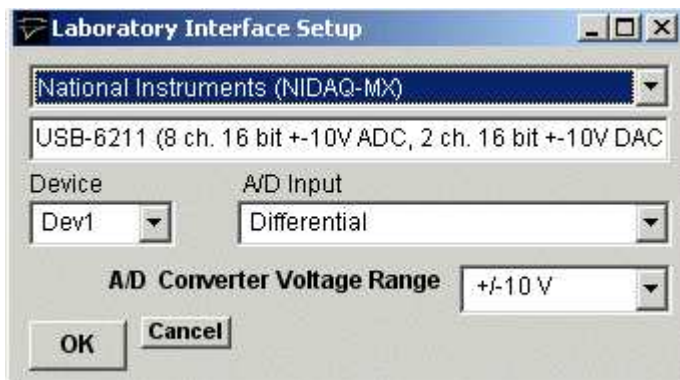 Laboratory Interface Setup
National Instruments (NIDAQ-MX)
USB-6211 (8 ch. 16 bit +-10V ADC, 2 ch. 16 bit +-10V DAC
Device A/D Input
Dev1 Differential
A/D Converter Voltage Range +/-10 V
OK Cancel